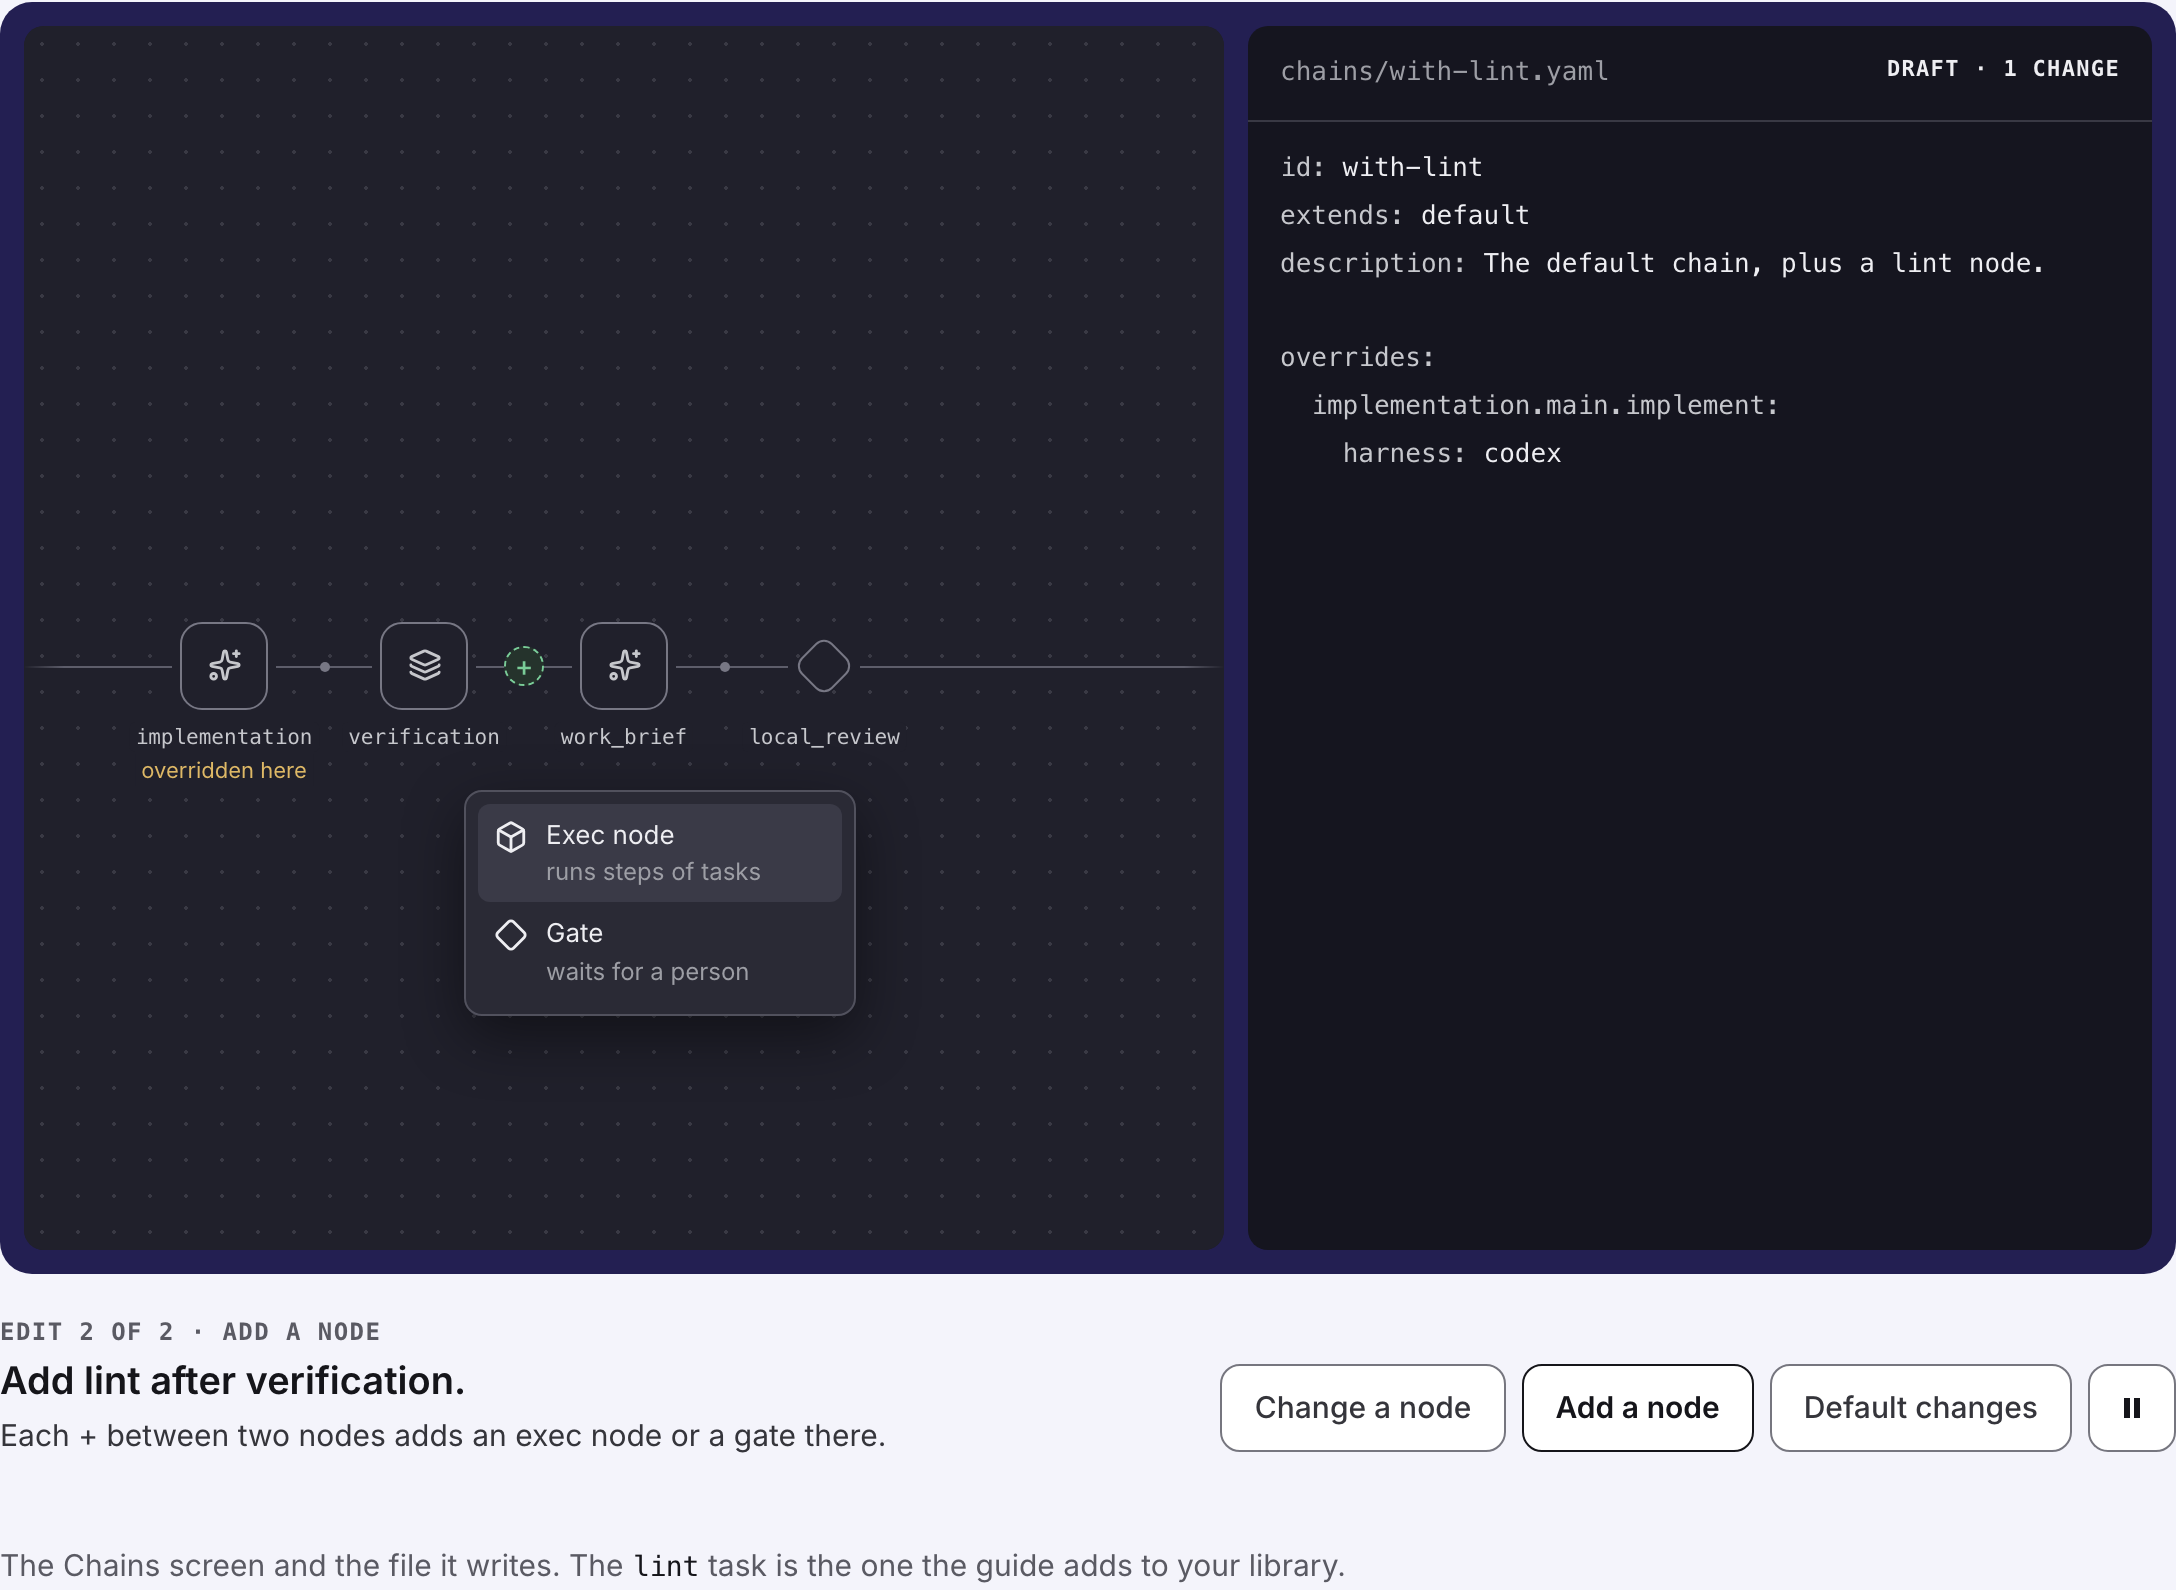 chains/with-lint.yaml
DRAFT · 1 CHANGE
id: with-lint
extends: default
description: The default chain, plus a lint node.
overrides:
implementation.main.implement:
harness: codex
+
implementation
verification
work_brief
local_review
overridden here
Exec node
runs steps of tasks
Gate
waits for a person
EDIT 2 OF 2 · ADD A NODE
Add lint after verification.
Each + between two nodes adds an exec node or a gate there.
Change a node
Add a node
Default changes
The Chains screen and the file it writes. The lint task is the one the guide adds to your library.